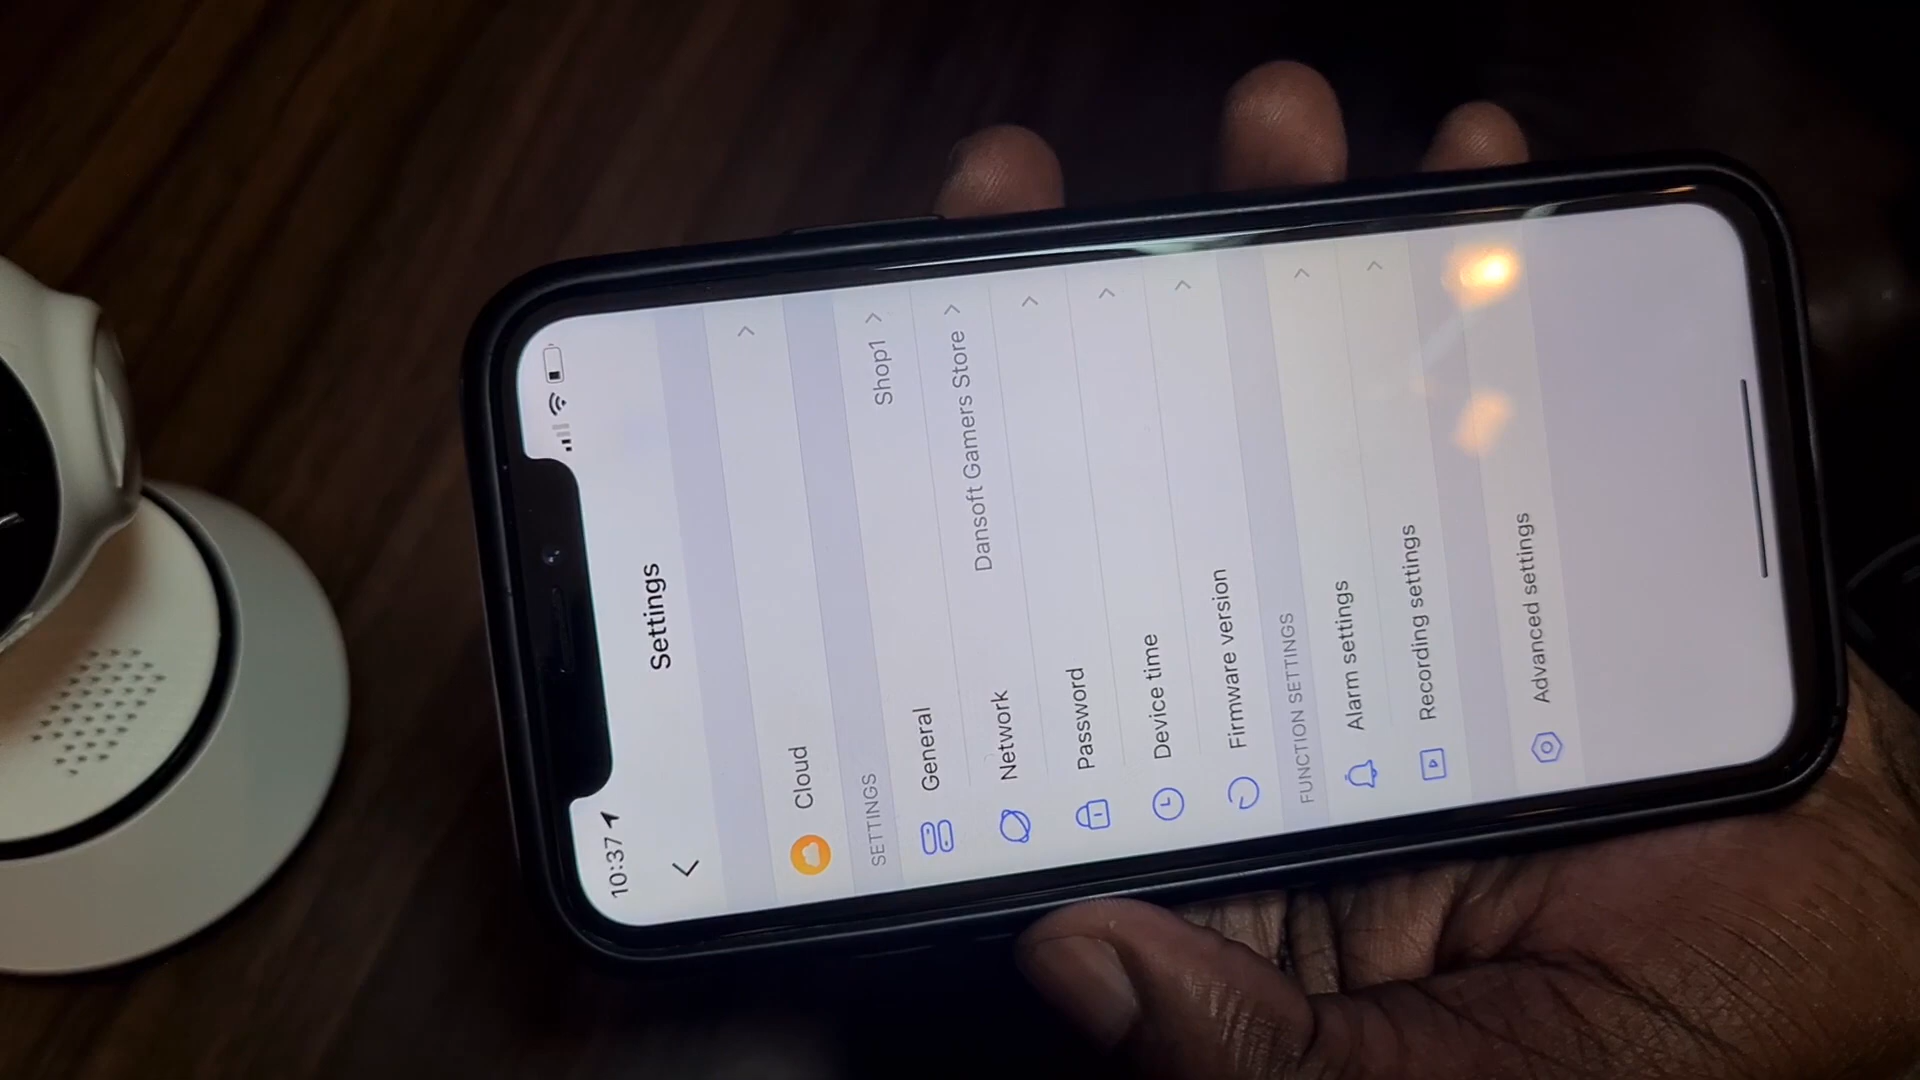 10:37
Settings
Cloud
SETTINGS
General Shop1
Network Dansoft Gamers Store
Password
Device time
Firmware version
FUNCTION SETTINGS
Alarm settings
Recording settings
Advanced settings